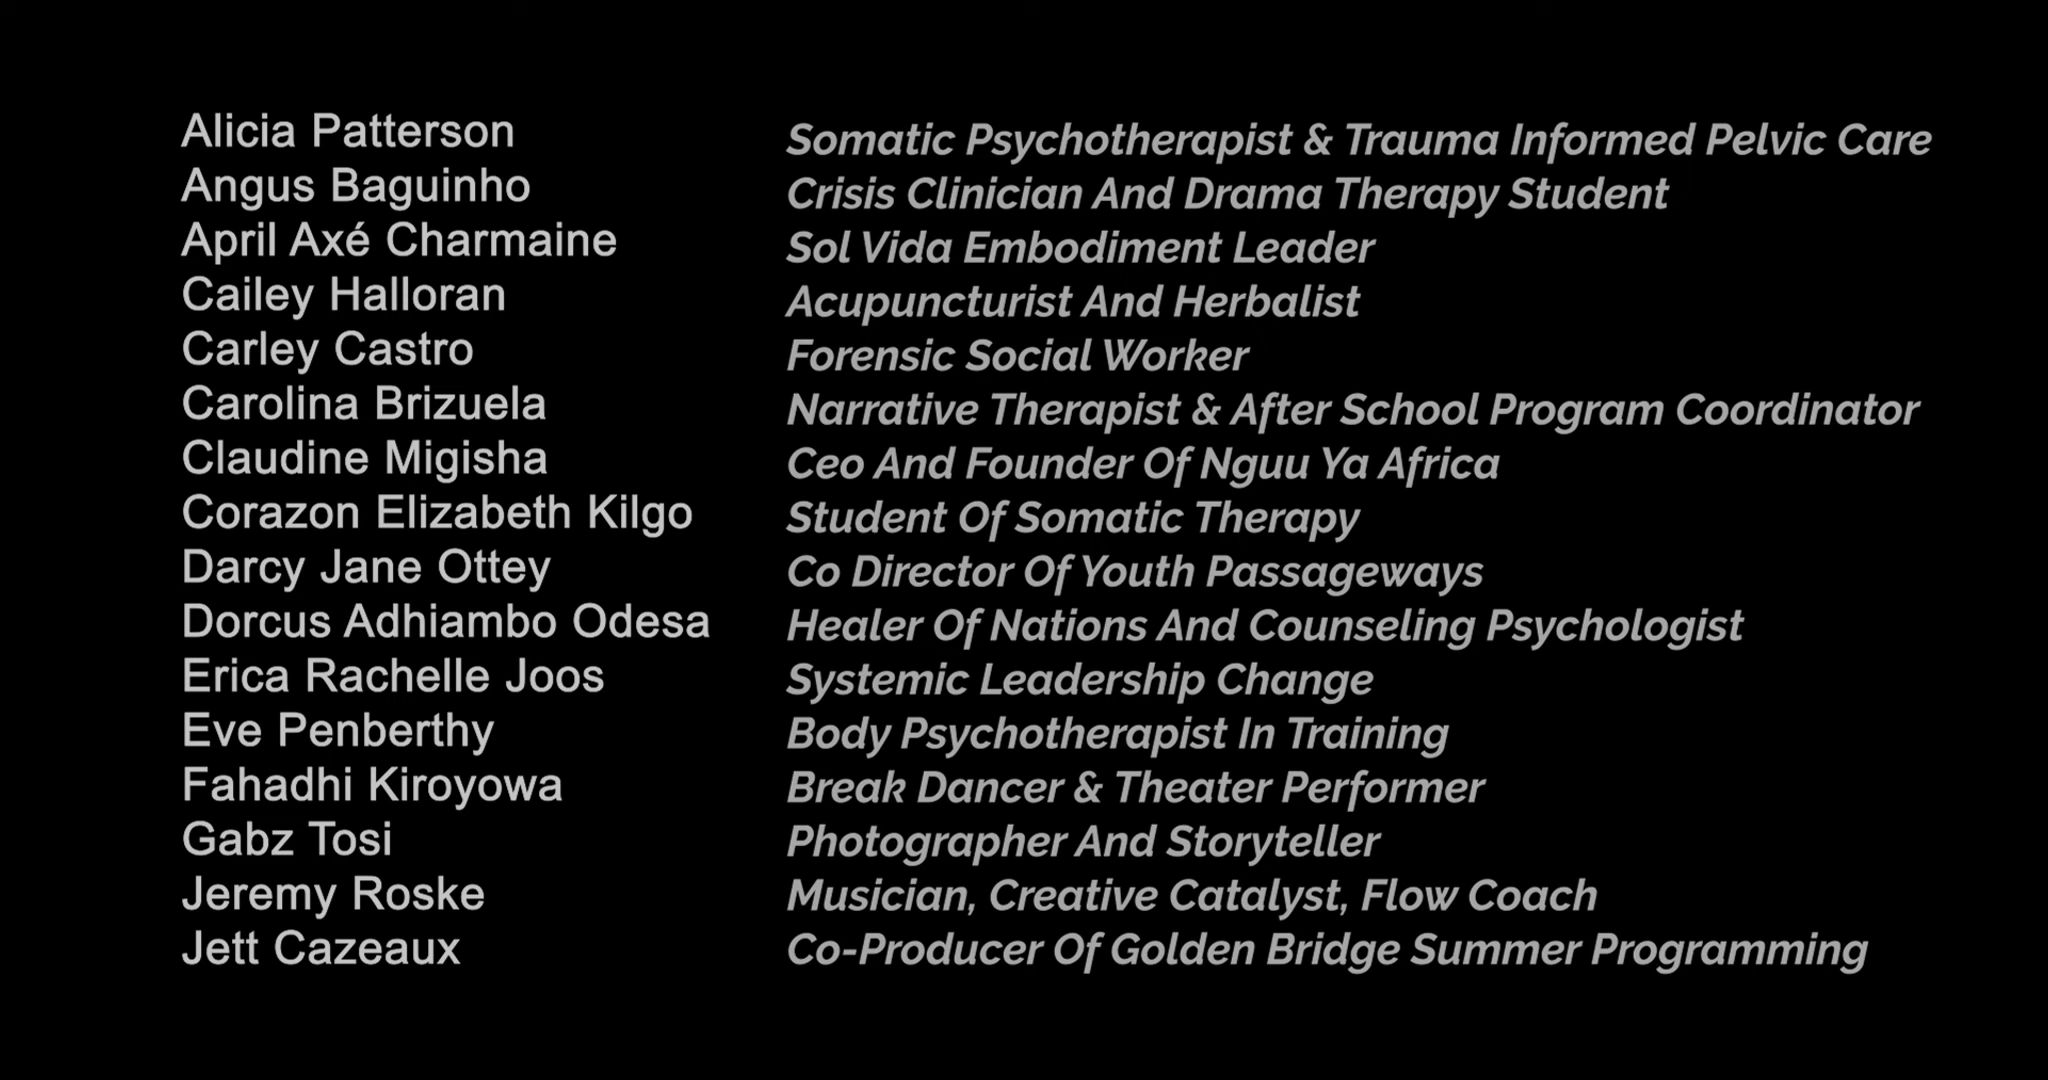 Alicia Patterson Somatic Psychotherapist & Trauma Informed Pelvic Care
Angus Baguinho Crisis Clinician And Drama Therapy Student
April Axé Charmaine Sol Vida Embodiment Leader
Cailey Halloran Acupuncturist And Herbalist
Carley Castro Forensic Social Worker
Carolina Brizuela Narrative Therapist & After School Program Coordinator
Claudine Migisha Ceo And Founder Of Nguu Ya Africa
Corazon Elizabeth Kilgo Student Of Somatic Therapy
Darcy Jane Ottey Co Director Of Youth Passageways
Dorcus Adhiambo Odesa Healer Of Nations And Counseling Psychologist
Erica Rachelle Joos Systemic Leadership Change
Eve Penberthy Body Psychotherapist In Training
Fahadhi Kiroyowa Break Dancer & Theater Performer
Gabz Tosi Photographer And Storyteller
Jeremy Roske Musician, Creative Catalyst, Flow Coach
Jett Cazeaux Co-Producer Of Golden Bridge Summer Programming